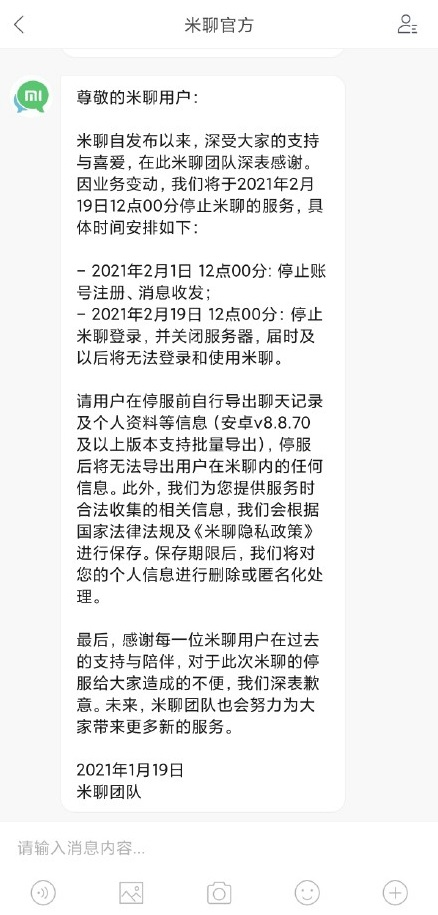 米聊官方
mi
尊敬的米聊用户：
米聊自发布以来，深受大家的支持
与喜爱，在此米聊团队深表感谢。
因业务变动，我们将于2021年2月
19日12点00分停止米聊的服务，具
体时间安排如下：
- 2021年2月1日 12点00分: 停止账
号注册、消息收发；
- 2021年2月19日 12点00分: 停止
米聊登录，并关闭服务器，届时及
以后将无法登录和使用米聊。
请用户在停服前自行导出聊天记录
及个人资料等信息（安卓v8.8.70
及以上版本支持批量导出），停服
后将无法导出用户在米聊内的任何
信息。此外，我们为您提供服务时
合法收集的相关信息，我们会根据
国家法律法规及《米聊隐私政策》
进行保存。保存期限后，我们将对
您的个人信息进行删除或匿名化处
理。
最后，感谢每一位米聊用户在过去
的支持与陪伴，对于此次米聊的停
服给大家造成的不便，我们深表歉
意。未来，米聊团队也会努力为大
家带来更多新的服务。
2021年1月19日
米聊团队
请输入消息内容...